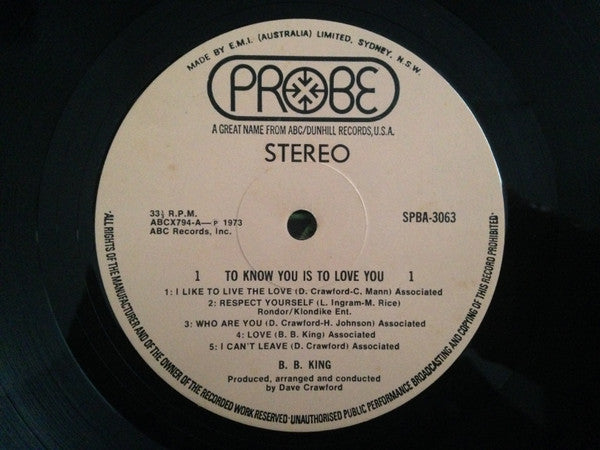 MADE BY E.M.I. (AUSTRALIA) LIMITED, SYDNEY, N.S.W.
PROBE
A GREAT NAME FROM ABC/DUNHILL RECORDS, U.S.A.
STEREO
33⅓ R.P.M.
ABCX794-A—P 1973
ABC Records, Inc.
SPBA-3063
1 TO KNOW YOU IS TO LOVE YOU 1
1: I LIKE TO LIVE THE LOVE (D. Crawford-C. Mann) Associated
2: RESPECT YOURSELF (L. Ingram-M. Rice)
Rondor/Klondike Ent.
3: WHO ARE YOU (D. Crawford-H. Johnson) Associated
4: LOVE (B. B. King) Associated
5: I CAN'T LEAVE (D. Crawford) Associated
B. B. KING
Produced, arranged and conducted
by Dave Crawford
·ALL RIGHTS OF THE MANUFACTURER AND OF THE OWNER OF THE RECORDED WORK RESERVED·UNAUTHORISED PUBLIC PERFORMANCE BROADCASTING AND COPYING OF THIS RECORD PROHIBITED·